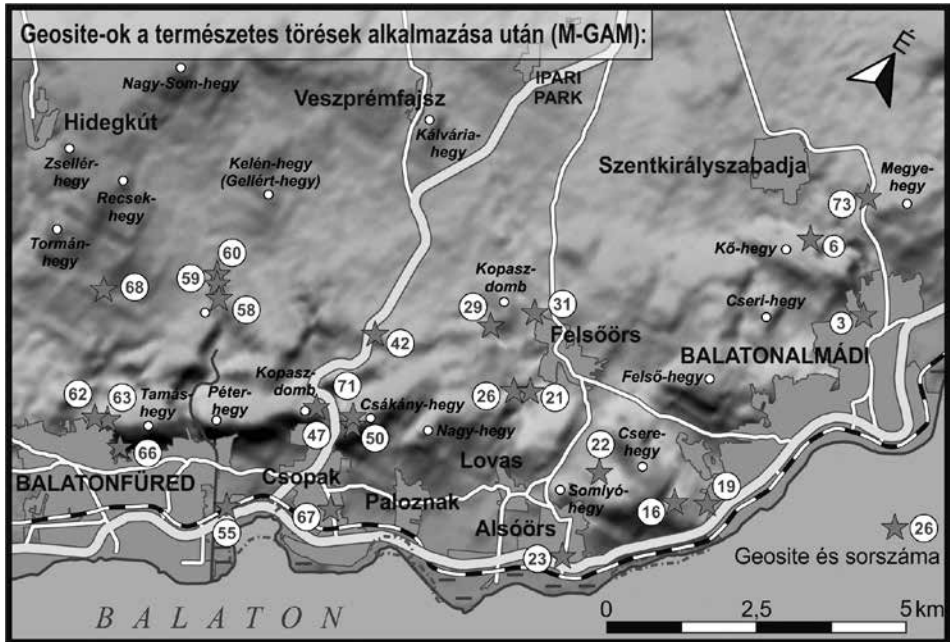 Geosite-ok a természetes törések alkalmazása után (M-GAM):
É
Nagy-Som-hegy
IPARI
PARK
Veszprémfajsz
Hidegkút
Kálvária-
hegy
Zsellér-
hegy
Kelén-hegy
(Gellért-hegy)
Szentkirályszabadja
Megye-
hegy
Recsek-
hegy
73
Tormán-
hegy
Kő-hegy
6
60
59
68
58
Kopasz-
domb
31
29
Cseri-hegy
3
42
Felsőörs
BALATONALMÁDI
Felső-hegy
62
63
Tamás-
hegy
Péter-
hegy
Kopasz-
domb
71
Csákány-hegy
26
21
47
50
Nagy-hegy
22
Csere-
hegy
66
BALATONFÜRED
Csopak
Lovas
19
Paloznak
Somlyó-
hegy
16
67
55
Alsóörs
23
26
Geosite és sorszáma
BALATON
0 2,5 5 km